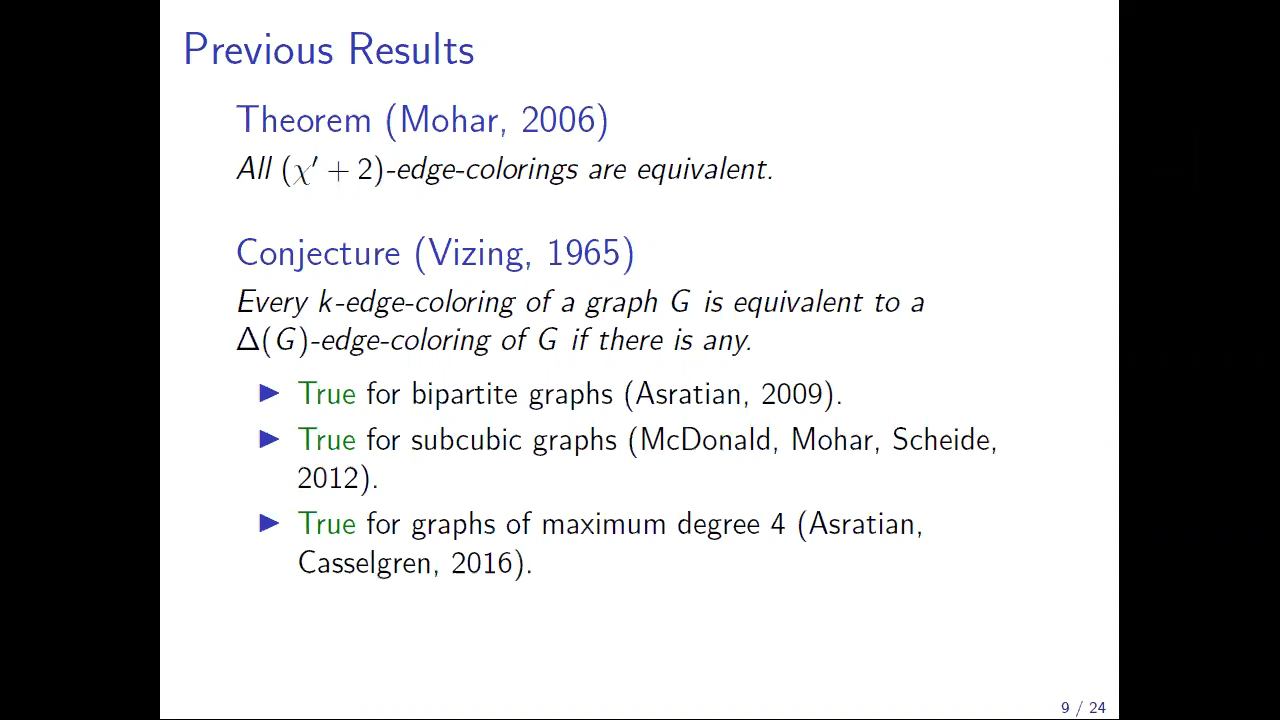 Previous Results
Theorem (Mohar, 2006)
All (χ′ + 2)-edge-colorings are equivalent.
Conjecture (Vizing, 1965)
Every k-edge-coloring of a graph G is equivalent to a
Δ(G)-edge-coloring of G if there is any.
▶ True for bipartite graphs (Asratian, 2009).
▶ True for subcubic graphs (McDonald, Mohar, Scheide,
2012).
▶ True for graphs of maximum degree 4 (Asratian,
Casselgren, 2016).
9 / 24